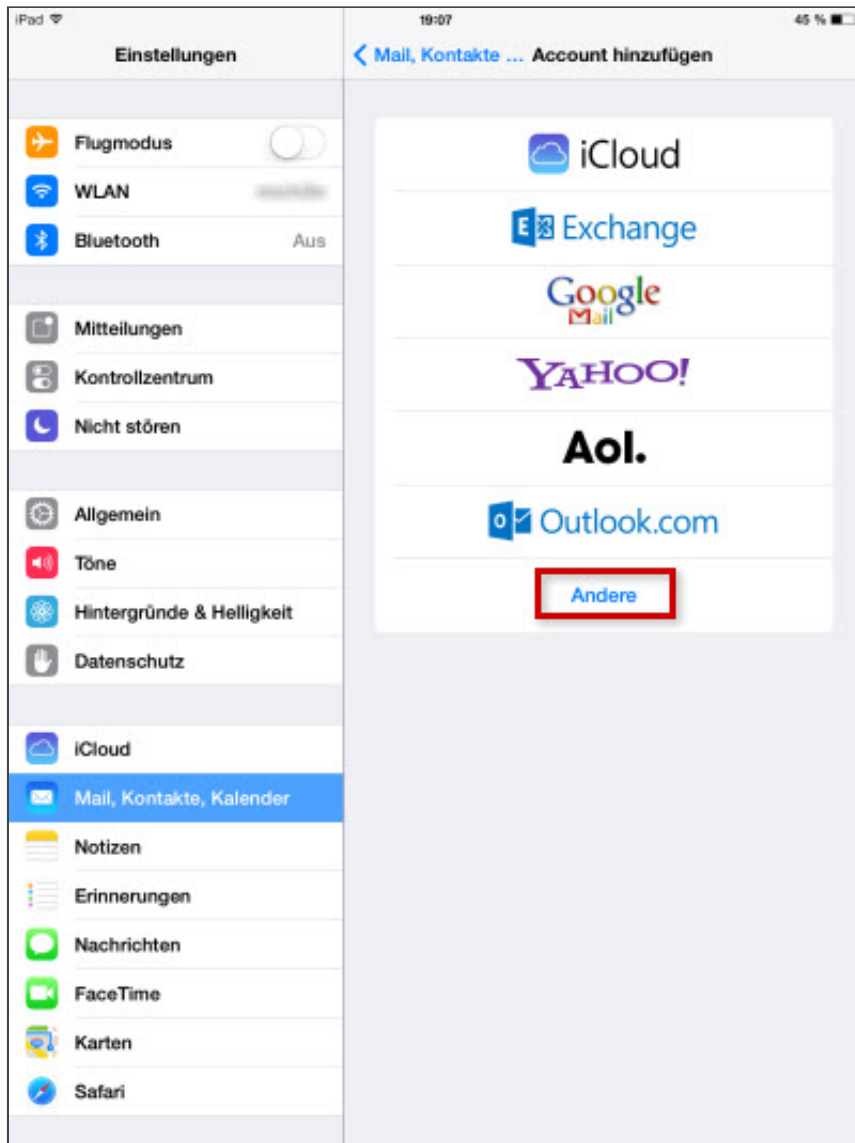 iPad 19:07 45 %
Einstellungen
Flugmodus
WLAN
Bluetooth Aus
Mitteilungen
Kontrollzentrum
Nicht stören
Allgemein
Töne
Hintergründe & Helligkeit
Datenschutz
iCloud
Mail, Kontakte, Kalender
Notizen
Erinnerungen
Nachrichten
FaceTime
Karten
Safari
Mail, Kontakte ... Account hinzufügen
iCloud
E Exchange
Google
Mail
YAHOO!
Aol.
o Outlook.com
Andere